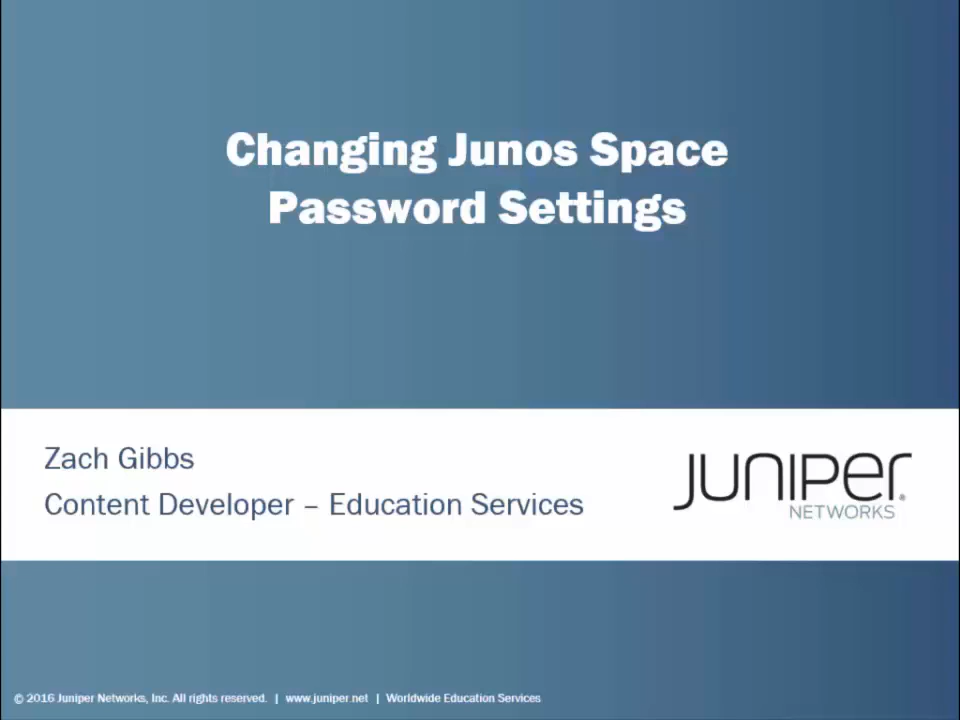 Changing Junos Space
Password Settings
Zach Gibbs
Content Developer – Education Services
JUNIPer
NETWORKS
© 2016 Juniper Networks, Inc. All rights reserved. | www.juniper.net | Worldwide Education Services